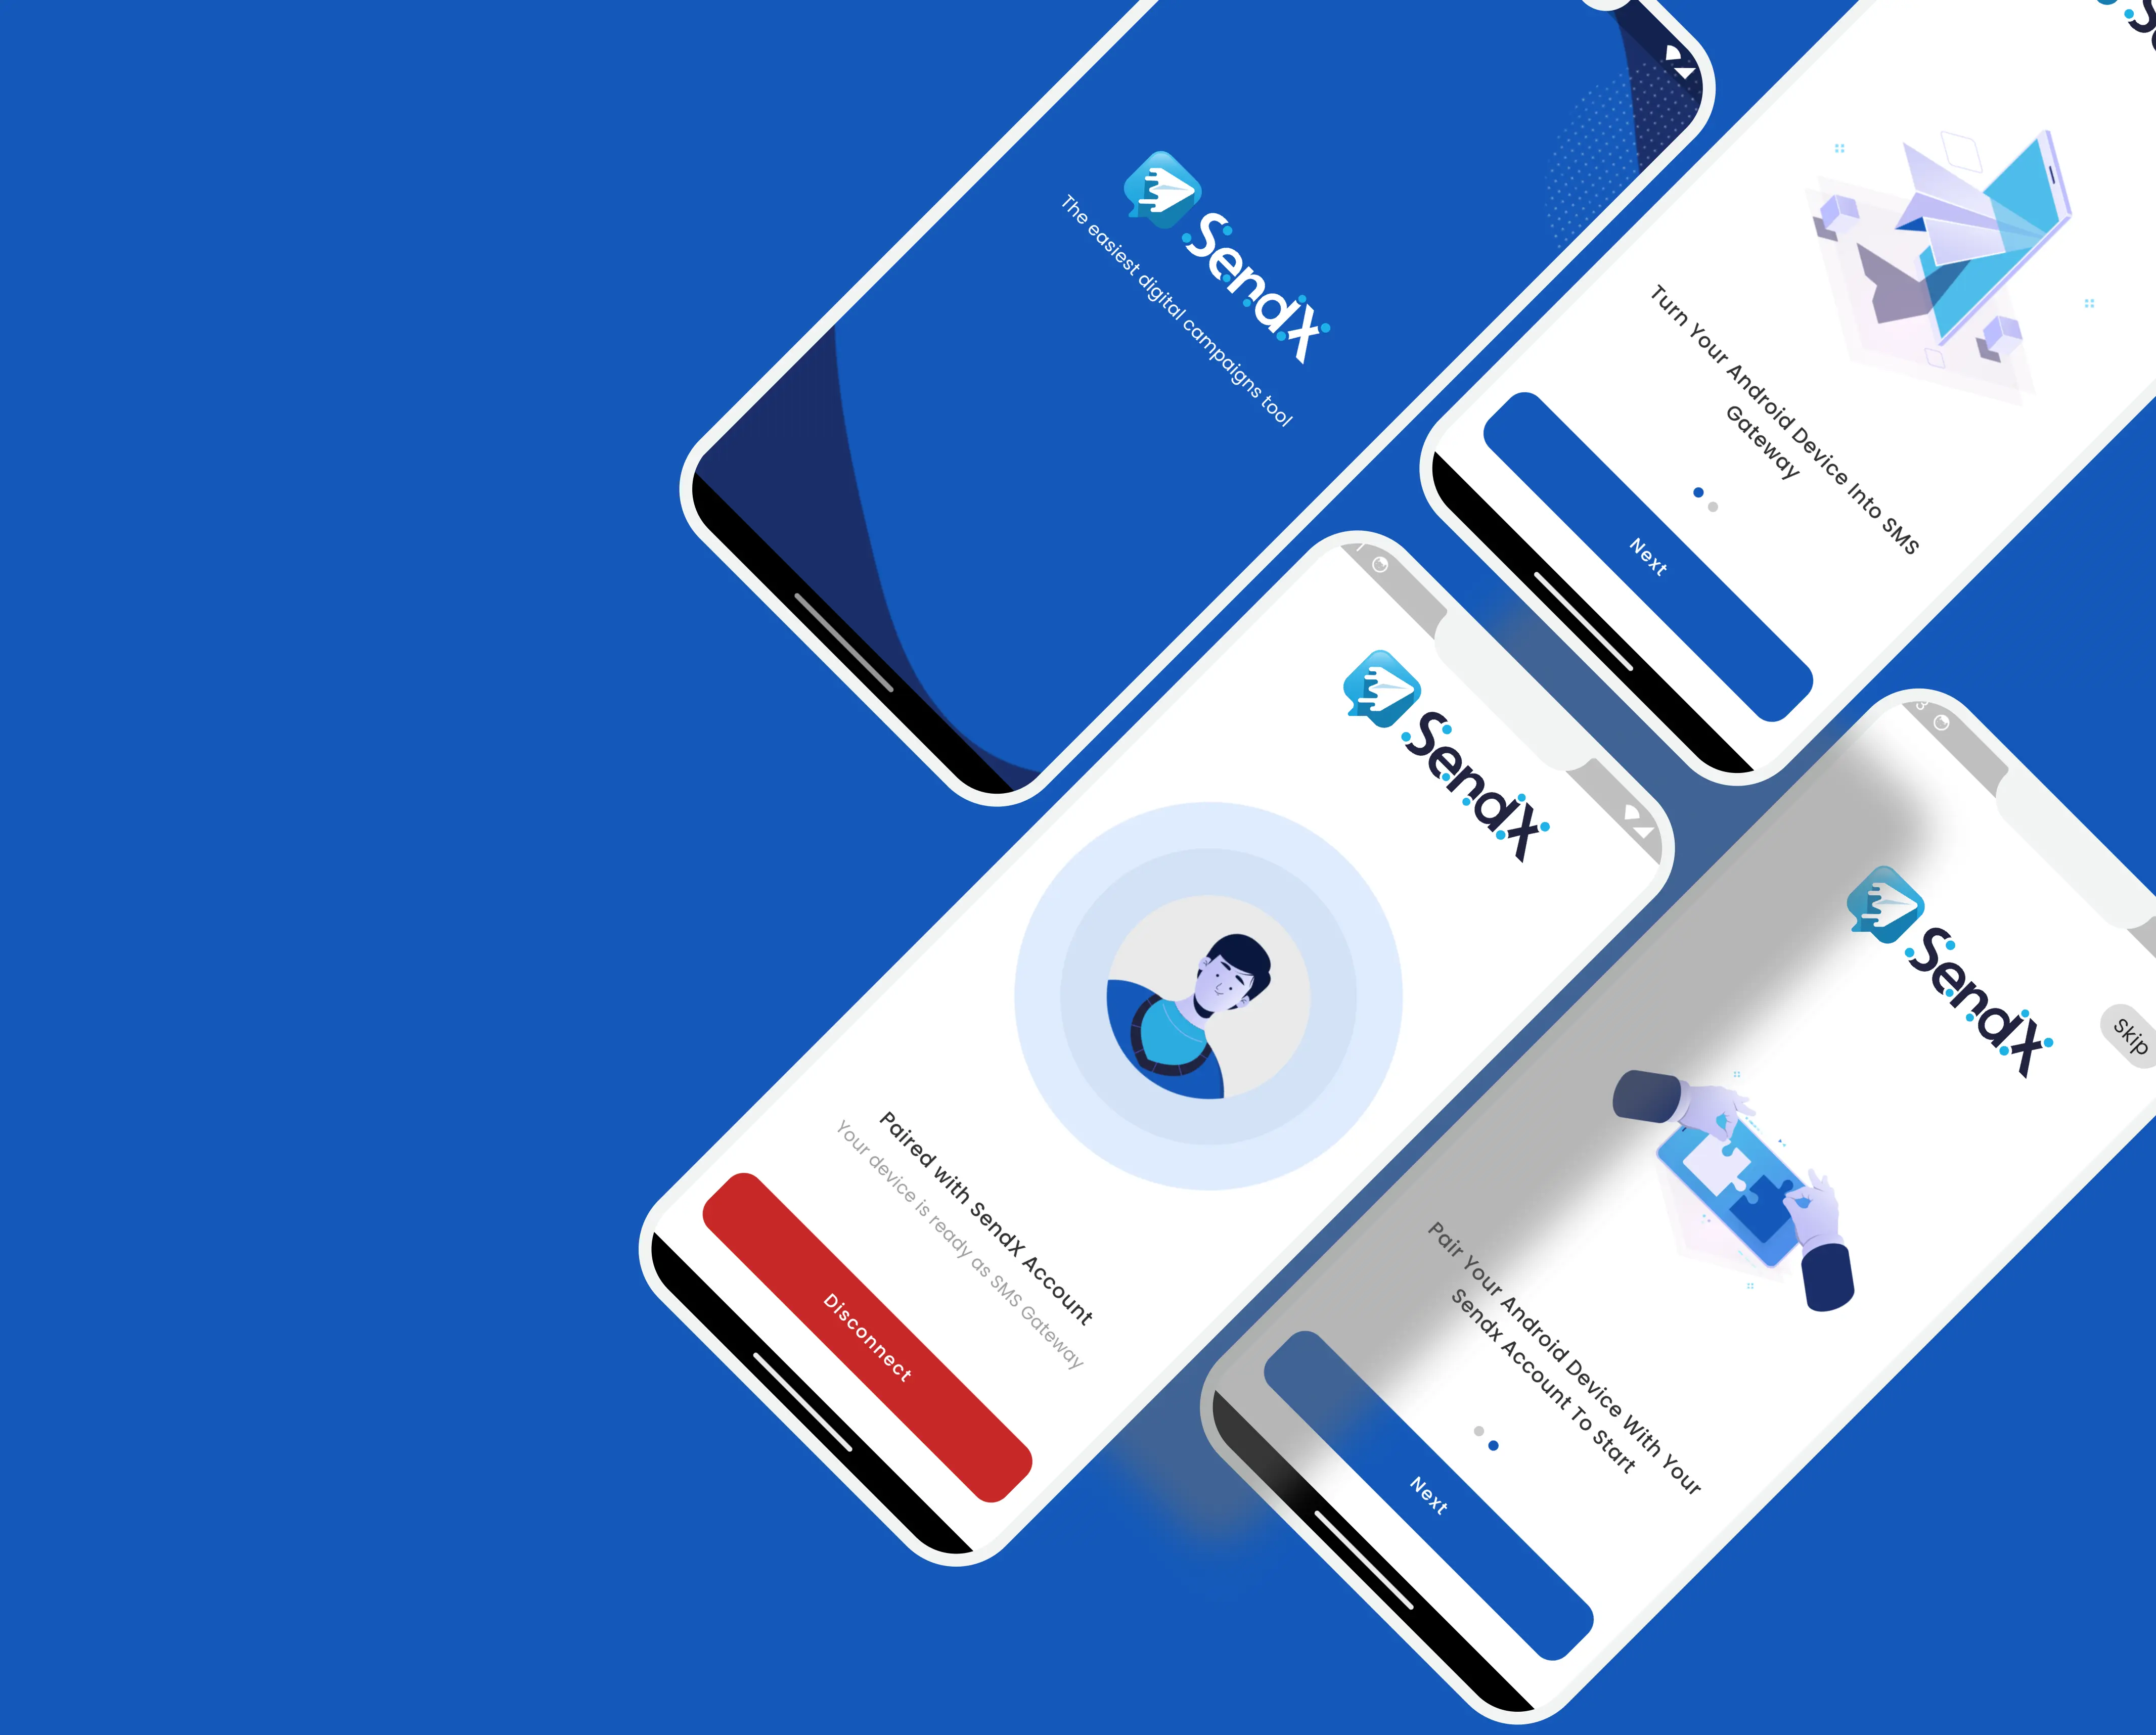 SendX
The easiest digital campaigns tool
Turn Your Android Device Into SMS
Gateway
Next
SendX
Paired with SendX Account
Your device is ready as SMS Gateway
Disconnect
Skip
SendX
Pair Your Android Device With Your
Sendx Account To Start
Next